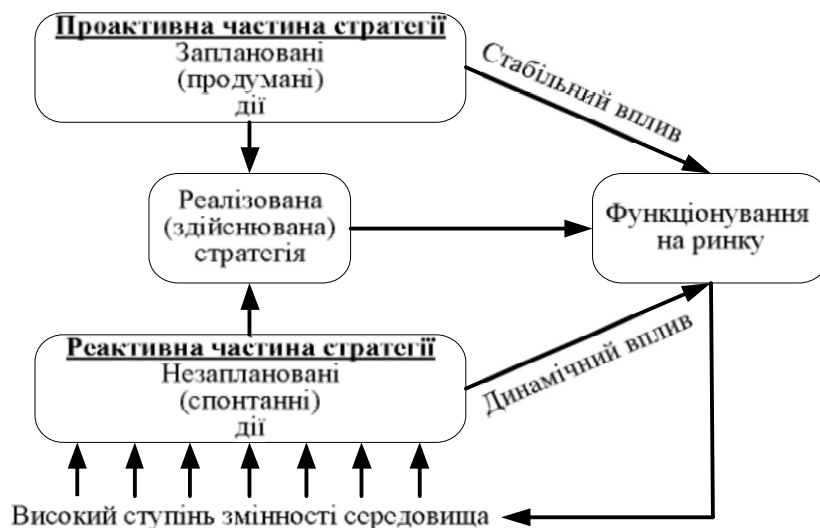 Проактивна частина стратегії
Заплановані
(продумані)
дії
Стабільний вплив
Реалізована
(здійснювана)
стратегія
Функціонування
на ринку
Реактивна частина стратегії
Незаплановані
(спонтанні)
дії
Динамічний вплив
Високий ступінь змінності середовища